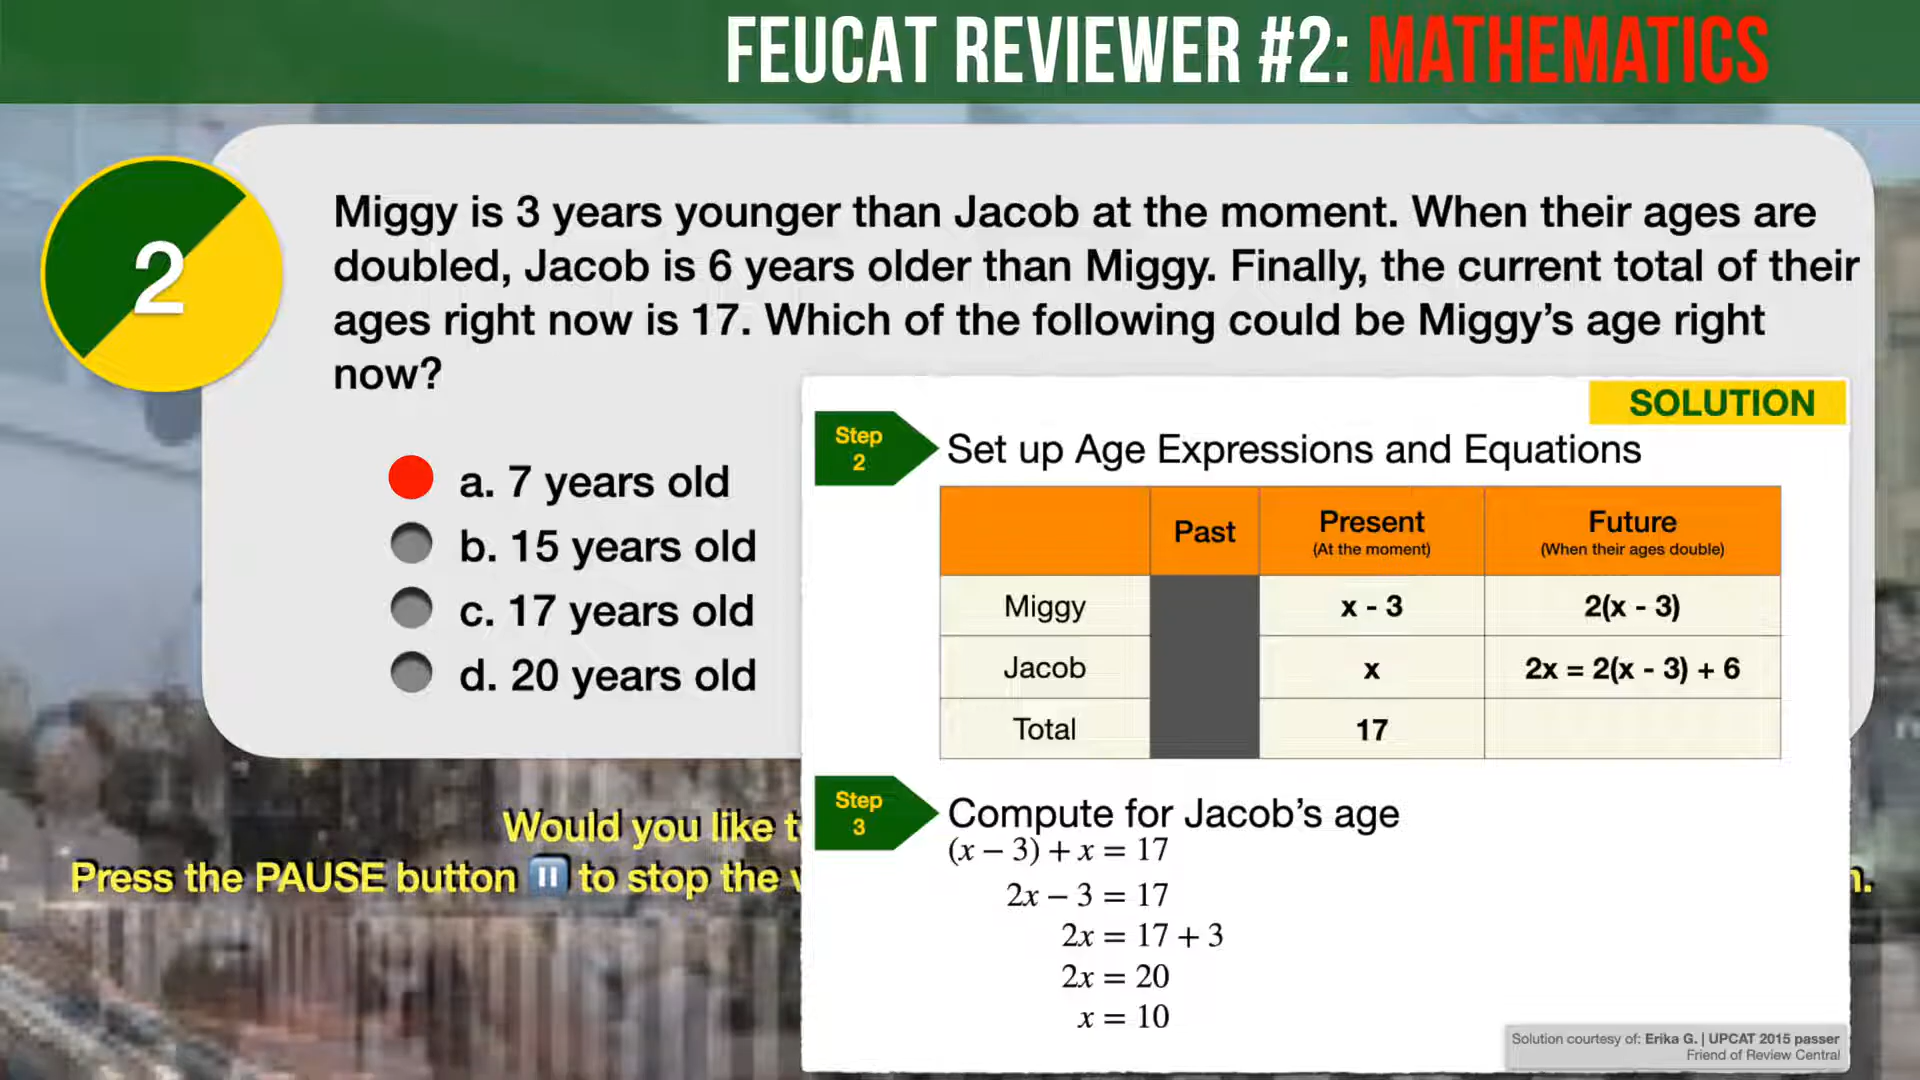 FEUCAT REVIEWER #2: MATHEMATICS
2
Miggy is 3 years younger than Jacob at the moment. When their ages are
doubled, Jacob is 6 years older than Miggy. Finally, the current total of their
ages right now is 17. Which of the following could be Miggy’s age right
now?
a. 7 years old
b. 15 years old
c. 17 years old
d. 20 years old
SOLUTION
Step 2
Set up Age Expressions and Equations
Past Present Future
(At the moment) (When their ages double)
Miggy x - 3 2(x - 3)
Jacob x 2x = 2(x - 3) + 6
Total 17
Step 3
Compute for Jacob’s age
(x − 3) + x = 17
2x − 3 = 17
2x = 17 + 3
2x = 20
x = 10
Would you like
Press the PAUSE button ⏸ to stop the
Solution courtesy of: Erika G. | UPCAT 2015 passer
Friend of Review Central